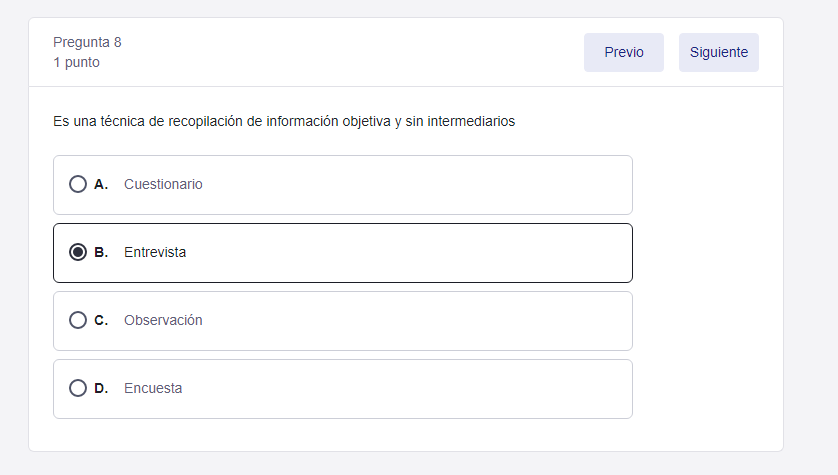 Pregunta 8
1 punto
Previo
Siguiente
Es una técnica de recopilación de información objetiva y sin intermediarios
A. Cuestionario
B. Entrevista
C. Observación
D. Encuesta